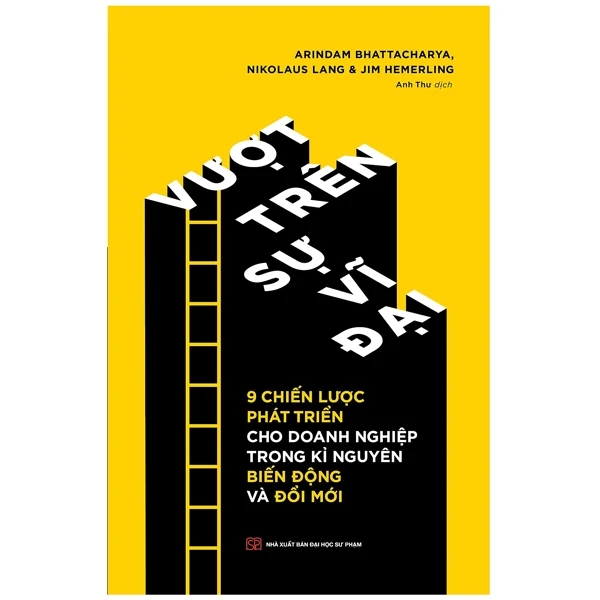 ARINDAM BHATTACHARYA,
NIKOLAUS LANG & JIM HEMERLING
Anh Thư dịch
VƯỢT
TRÊN
SỰ
VĨ
ĐẠI
9 CHIẾN LƯỢC
PHÁT TRIỂN
CHO DOANH NGHIỆP
TRONG KỈ NGUYÊN
BIẾN ĐỘNG
VÀ ĐỔI MỚI
SP NHÀ XUẤT BẢN ĐẠI HỌC SƯ PHẠM